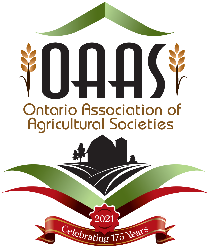 OAAS
Ontario Association of
Agricultural Societies
2021
Celebrating 175 Years